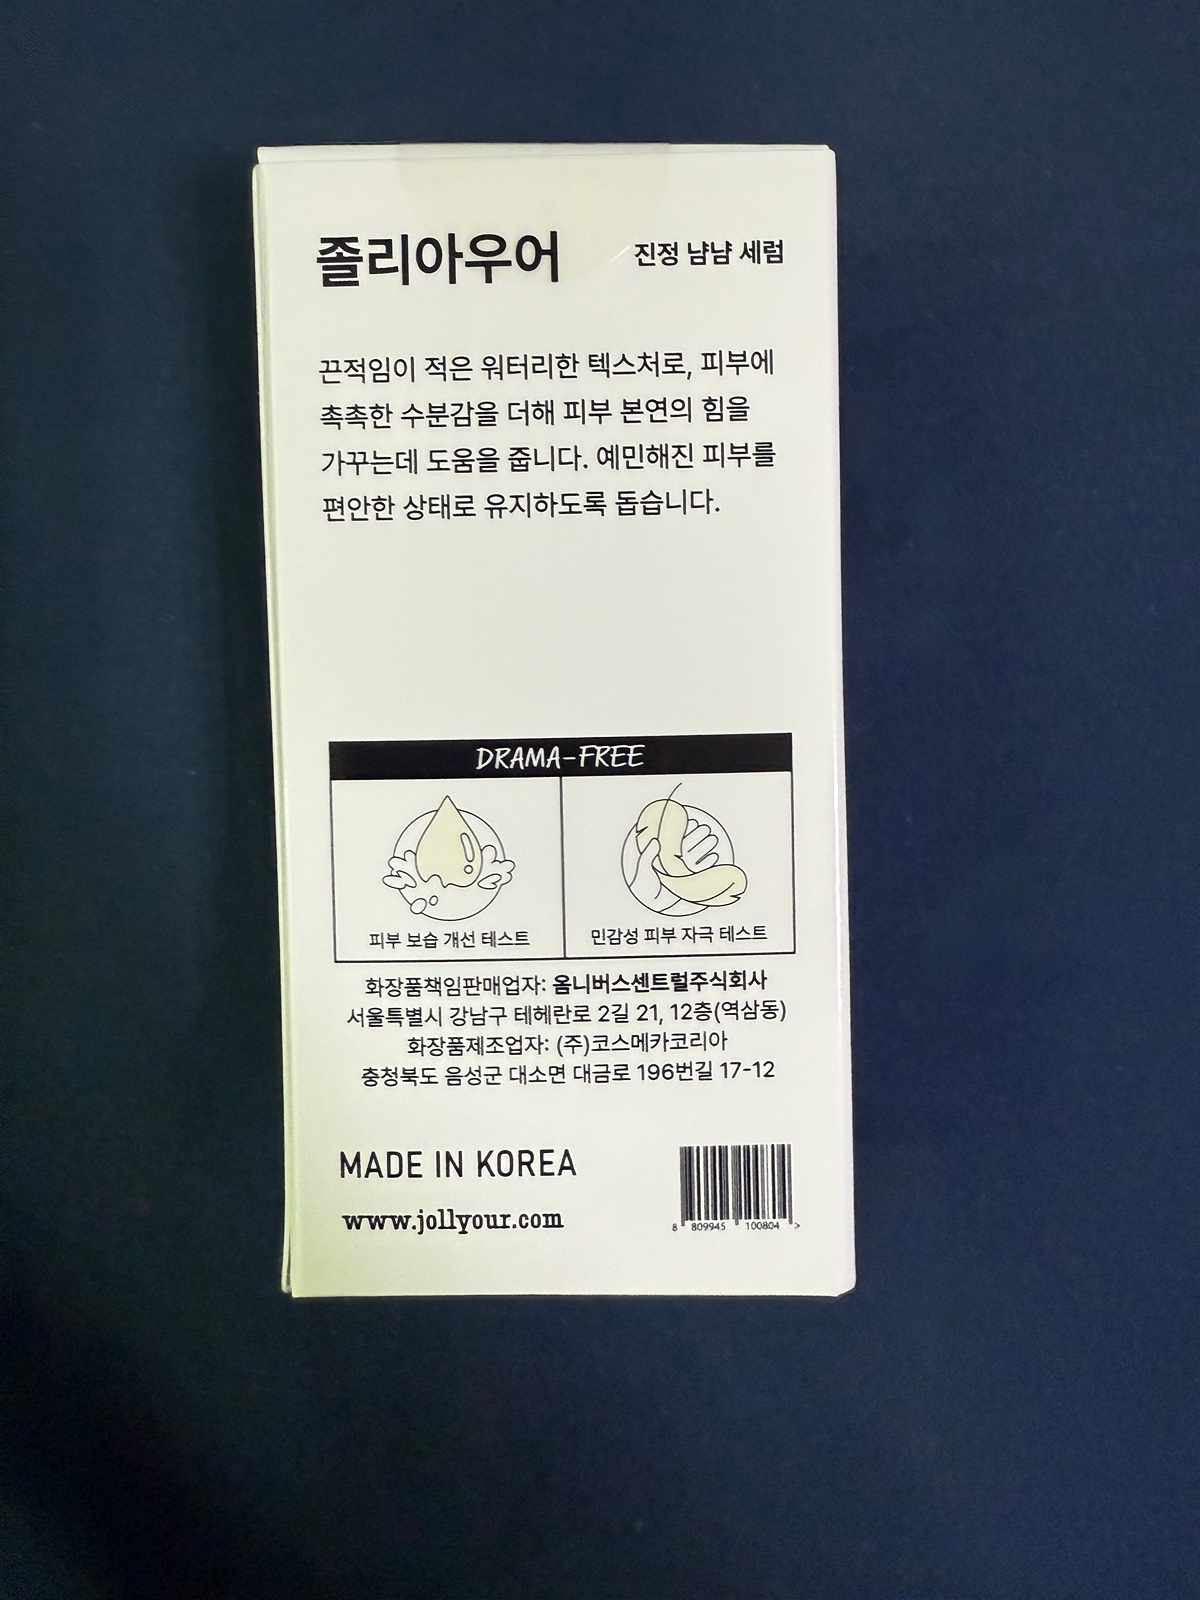 졸리아우어
진정 냠냠 세럼
끈적임이 적은 워터리한 텍스처로, 피부에
촉촉한 수분감을 더해 피부 본연의 힘을
가꾸는데 도움을 줍니다. 예민해진 피부를
편안한 상태로 유지하도록 돕습니다.
DRAMA-FREE
피부 보습 개선 테스트
민감성 피부 자극 테스트
화장품책임판매업자: 옴니버스센트럴주식회사
서울특별시 강남구 테헤란로 2길 21, 12층(역삼동)
화장품제조업자: (주)코스메카코리아
충청북도 음성군 대소면 대금로 196번길 17-12
MADE IN KOREA
www.jollyour.com
8 809945 100804 >